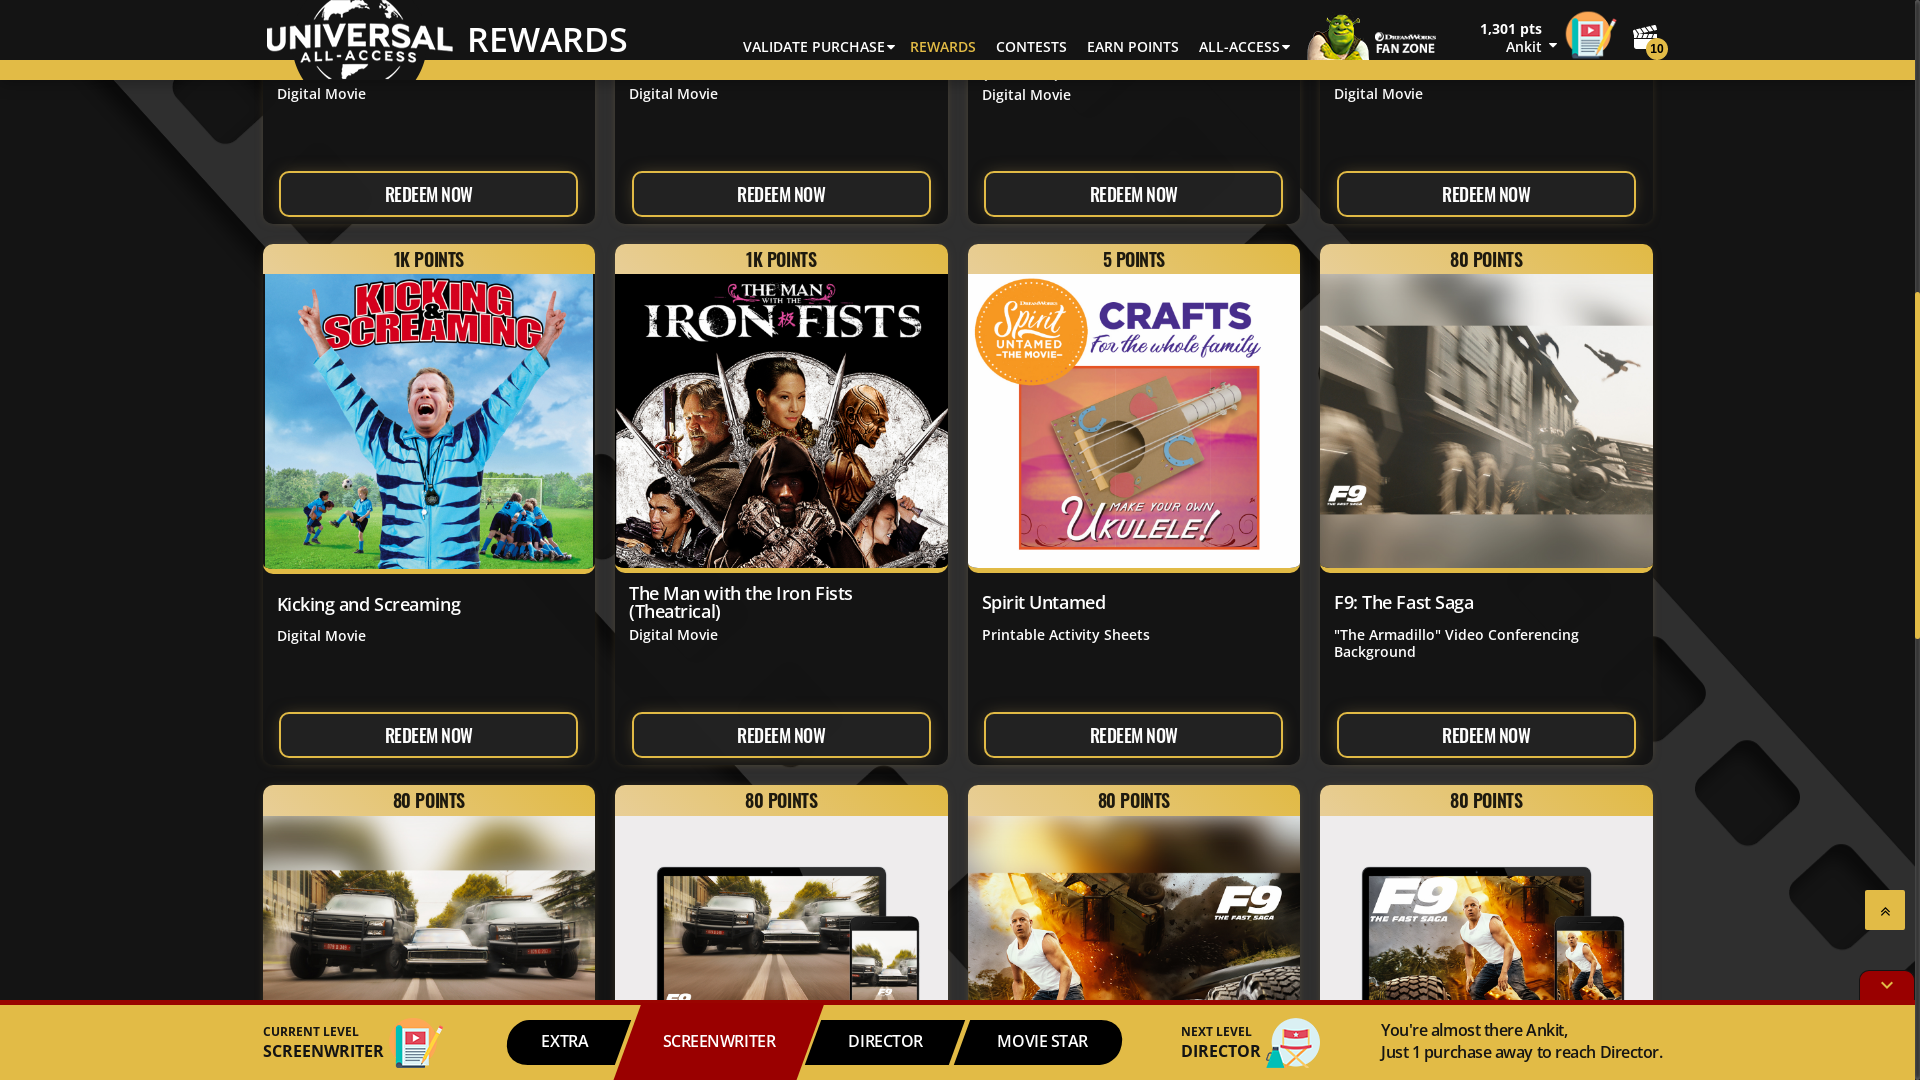 UNIVERSAL
ALL-ACCESS
REWARDS
VALIDATE PURCHASE
REWARDS
CONTESTS
EARN POINTS
ALL-ACCESS
DREAMWORKS
FAN ZONE
1,301 pts
Ankit
10
Digital Movie
Digital Movie
Digital Movie
Digital Movie
REDEEM NOW
REDEEM NOW
REDEEM NOW
REDEEM NOW
1K POINTS
1K POINTS
5 POINTS
80 POINTS
KICKING
&
SCREAMING
THE MAN
WITH THE
IRON FISTS
DREAMWORKS
Spirit
UNTAMED
–THE MOVIE–
CRAFTS
For the whole family
MAKE YOUR OWN
UKULELE!
F9
THE FAST SAGA
Kicking and Screaming
Digital Movie
The Man with the Iron Fists
(Theatrical)
Digital Movie
Spirit Untamed
Printable Activity Sheets
F9: The Fast Saga
"The Armadillo" Video Conferencing
Background
REDEEM NOW
REDEEM NOW
REDEEM NOW
REDEEM NOW
80 POINTS
80 POINTS
80 POINTS
80 POINTS
F9
F9
F9
THE FAST SAGA
F9
THE FAST SAGA
CURRENT LEVEL
SCREENWRITER
EXTRA
SCREENWRITER
DIRECTOR
MOVIE STAR
NEXT LEVEL
DIRECTOR
You're almost there Ankit,
Just 1 purchase away to reach Director.